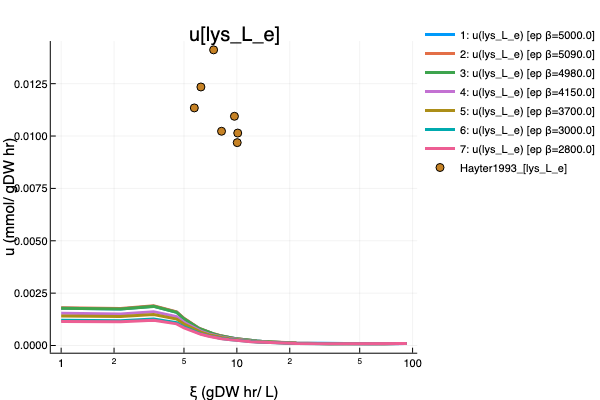 u[lys_L_e]
1: u(lys_L_e) [ep β=5000.0]
2: u(lys_L_e) [ep β=5090.0]
3: u(lys_L_e) [ep β=4980.0]
4: u(lys_L_e) [ep β=4150.0]
5: u(lys_L_e) [ep β=3700.0]
6: u(lys_L_e) [ep β=3000.0]
7: u(lys_L_e) [ep β=2800.0]
Hayter1993_[lys_L_e]
u (mmol/ gDW hr)
0.0125
0.0100
0.0075
0.0050
0.0025
0.0000
1 2 5 10 2 5 100
ξ (gDW hr/ L)